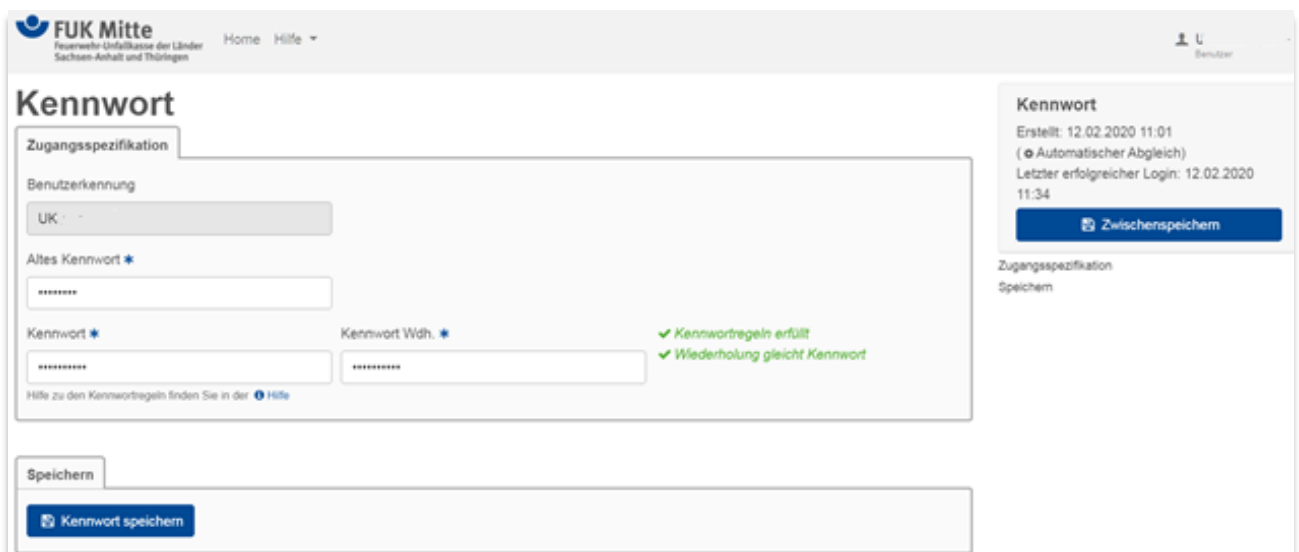 FUK Mitte
Feuerwehr-Unfallkasse der Länder
Sachsen-Anhalt und Thüringen
Home Hilfe
Benutzer
Kennwort
Zugangsspezifikation
Benutzerkennung
UK
Altes Kennwort *
••••••••
Kennwort *
Kennwort Wdh. *
••••••••••
••••••••••
✔ Kennwortregeln erfüllt
✔ Wiederholung gleicht Kennwort
Hilfe zu den Kennwortregeln finden Sie in der Hilfe
Speichern
Kennwort speichern
Kennwort
Erstellt: 12.02.2020 11:01
( Automatischer Abgleich)
Letzter erfolgreicher Login: 12.02.2020
11:34
Zwischenspeichern
Zugangsspezifikation
Speichern